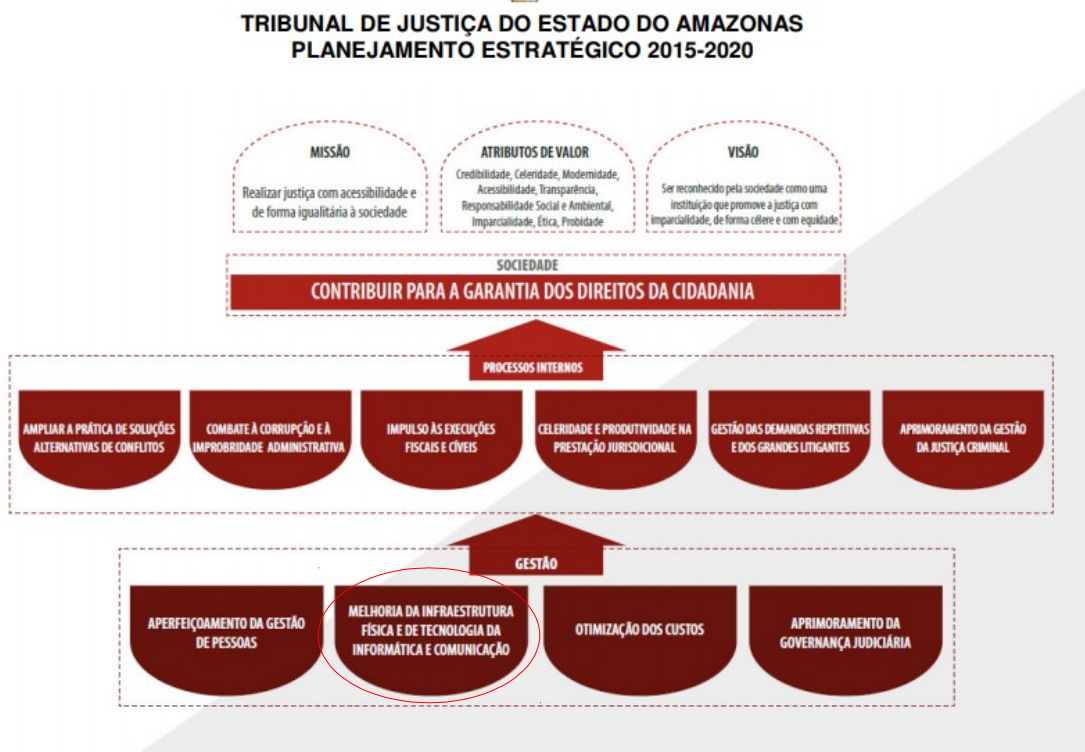 TRIBUNAL DE JUSTIÇA DO ESTADO DO AMAZONAS
PLANEJAMENTO ESTRATÉGICO 2015-2020
MISSÃO
Realizar justiça com acessibilidade e
de forma igualitária à sociedade
ATRIBUTOS DE VALOR
Credibilidade, Celeridade, Modernidade,
Acessibilidade, Transparência,
Responsabilidade Social e Ambiental,
Imparcialidade, Ética, Probidade
VISÃO
Ser reconhecido pela sociedade como uma
instituição que promove a justiça com
imparcialidade, de forma célere e com equidade
SOCIEDADE
CONTRIBUIR PARA A GARANTIA DOS DIREITOS DA CIDADANIA
PROCESSOS INTERNOS
AMPLIAR A PRÁTICA DE SOLUÇÕES
ALTERNATIVAS DE CONFLITOS
COMBATE À CORRUPÇÃO E À
IMPROBRIDADE ADMINISTRATIVA
IMPULSO ÀS EXECUÇÕES
FISCAIS E CÍVEIS
CELERIDADE E PRODUTIVIDADE NA
PRESTAÇÃO JURISDICIONAL
GESTÃO DAS DEMANDAS REPETITIVAS
E DOS GRANDES LITIGANTES
APRIMORAMENTO DA GESTÃO
DA JUSTIÇA CRIMINAL
GESTÃO
APERFEIÇOAMENTO DA GESTÃO
DE PESSOAS
MELHORIA DA INFRAESTRUTURA
FÍSICA E DE TECNOLOGIA DA
INFORMÁTICA E COMUNICAÇÃO
OTIMIZAÇÃO DOS CUSTOS
APRIMORAMENTO DA
GOVERNANÇA JUDICIÁRIA